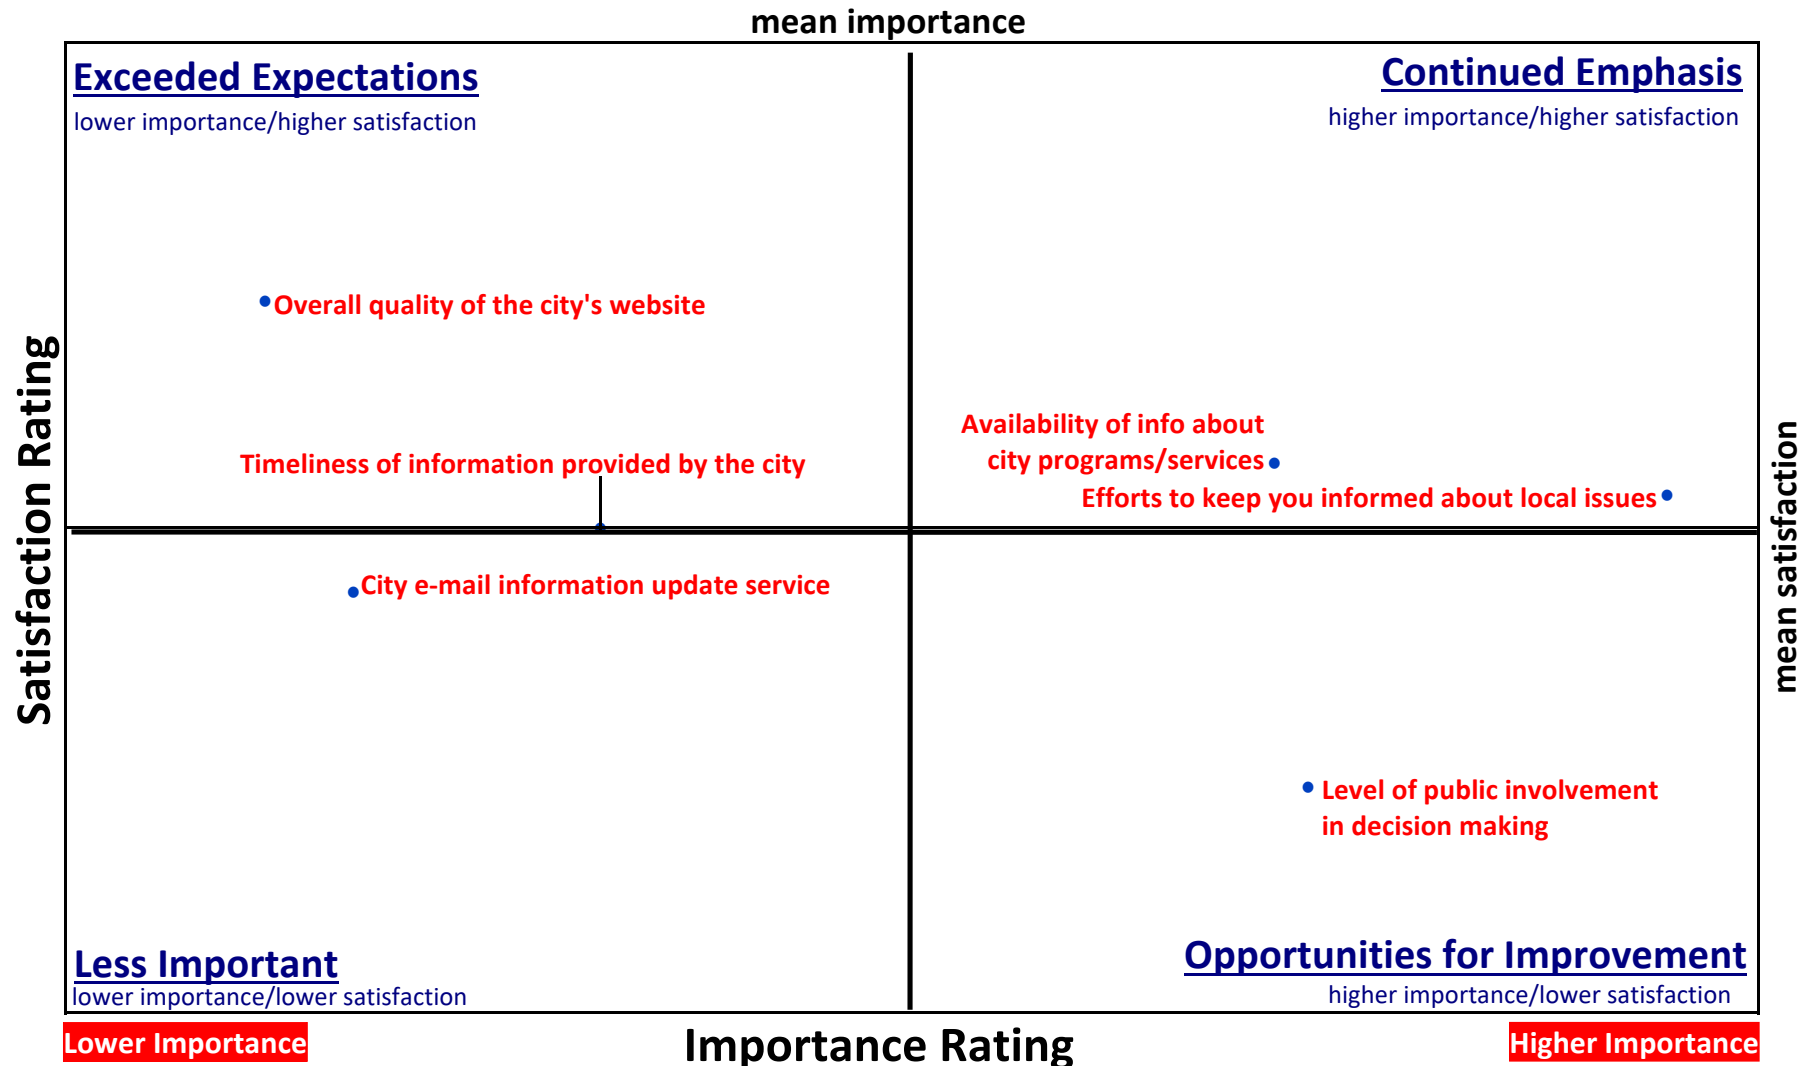 mean importance
Exceeded Expectations
lower importance/higher satisfaction
Continued Emphasis
higher importance/higher satisfaction
Overall quality of the city's website
Availability of info about
city programs/services
Timeliness of information provided by the city
Efforts to keep you informed about local issues
City e-mail information update service
Level of public involvement
in decision making
Less Important
lower importance/lower satisfaction
Opportunities for Improvement
higher importance/lower satisfaction
Satisfaction Rating
mean satisfaction
Lower Importance
Importance Rating
Higher Importance